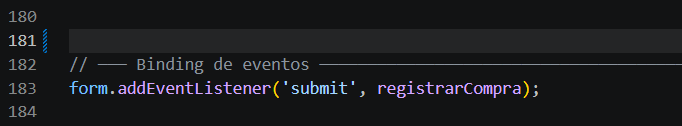 180
181
182 // ─── Binding de eventos ───────────────────────────────────
183 form.addEventListener('submit', registrarCompra);
184